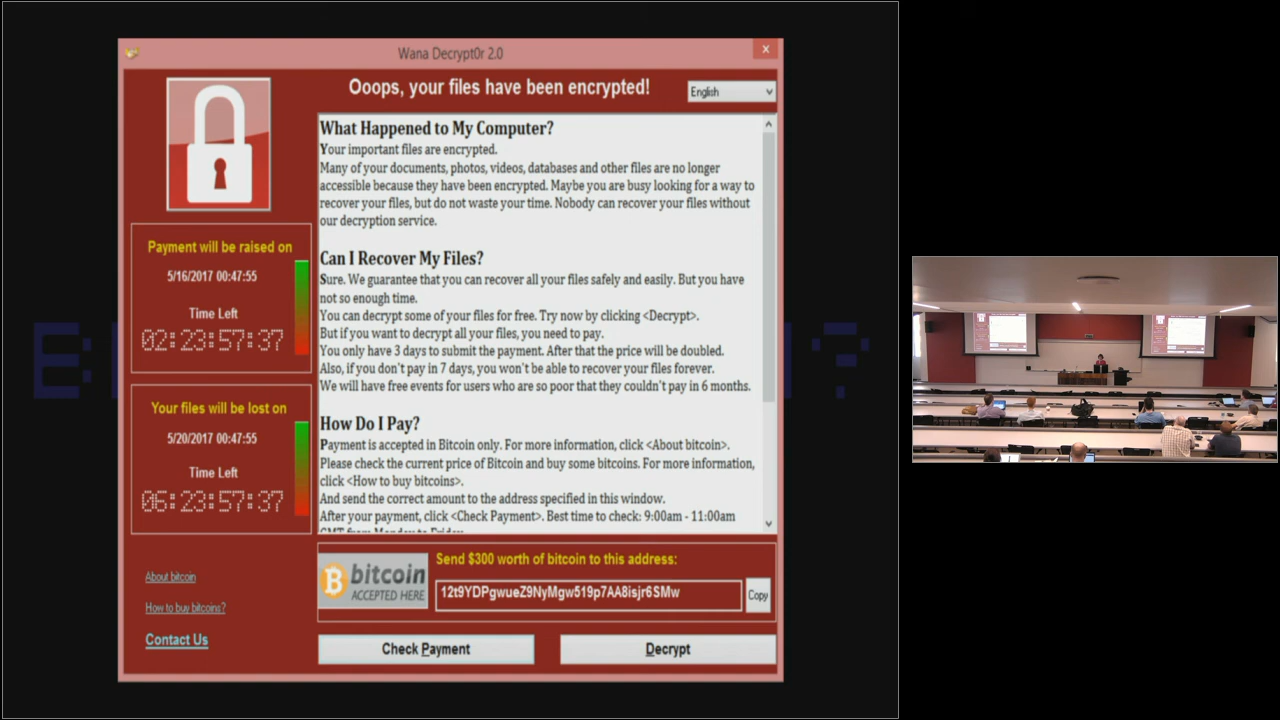 Wana Decrypt0r 2.0
Ooops, your files have been encrypted!
English
What Happened to My Computer?
Your important files are encrypted.
Many of your documents, photos, videos, databases and other files are no longer
accessible because they have been encrypted. Maybe you are busy looking for a way to
recover your files, but do not waste your time. Nobody can recover your files without
our decryption service.
Can I Recover My Files?
Sure. We guarantee that you can recover all your files safely and easily. But you have
not so enough time.
You can decrypt some of your files for free. Try now by clicking <Decrypt>.
But if you want to decrypt all your files, you need to pay.
You only have 3 days to submit the payment. After that the price will be doubled.
Also, if you don't pay in 7 days, you won't be able to recover your files forever.
We will have free events for users who are so poor that they couldn't pay in 6 months.
How Do I Pay?
Payment is accepted in Bitcoin only. For more information, click <About bitcoin>.
Please check the current price of Bitcoin and buy some bitcoins. For more information,
click <How to buy bitcoins>.
And send the correct amount to the address specified in this window.
After your payment, click <Check Payment>. Best time to check: 9:00am - 11:00am
GMT from Monday to Friday.
Payment will be raised on
5/16/2017 00:47:55
Time Left
02:23:57:37
Your files will be lost on
5/20/2017 00:47:55
Time Left
06:23:57:37
About bitcoin
How to buy bitcoins?
Contact Us
bitcoin
ACCEPTED HERE
Send $300 worth of bitcoin to this address:
12t9YDPgwueZ9NyMgw519p7AA8isjr6SMw
Copy
Check Payment
Decrypt